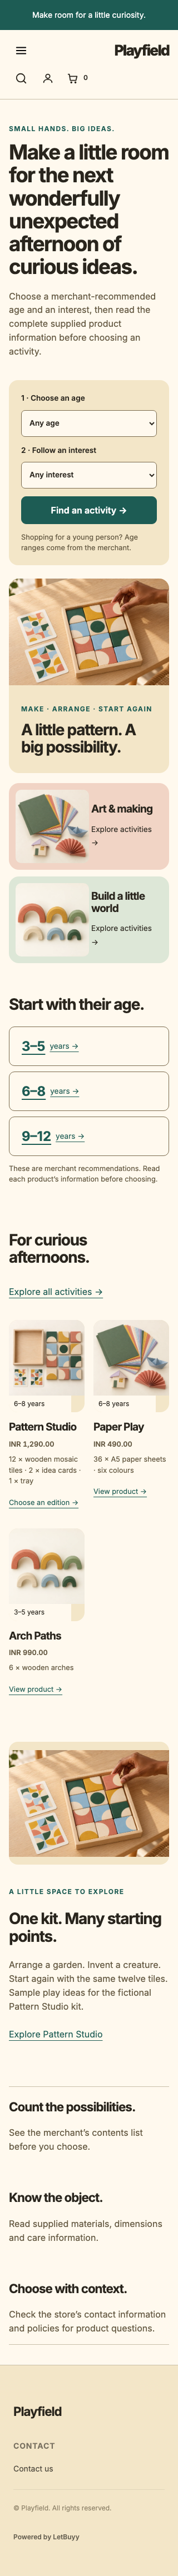 Make room for a little curiosity.
Playfield
0
SMALL HANDS. BIG IDEAS.
Make a little room
for the next
wonderfully
unexpected
afternoon of
curious ideas.
Choose a merchant-recommended
age and an interest, then read the
complete supplied product
information before choosing an
activity.
1 · Choose an age
Any age
2 · Follow an interest
Any interest
Find an activity →
Shopping for a young person? Age
ranges come from the merchant.
MAKE · ARRANGE · START AGAIN
A little pattern. A
big possibility.
Art & making
Explore activities
→
Build a little
world
Explore activities
→
Start with their age.
3–5 years →
6–8 years →
9–12 years →
These are merchant recommendations. Read
each product's information before choosing.
For curious
afternoons.
Explore all activities →
6–8 years
Pattern Studio
INR 1,290.00
12 × wooden mosaic
tiles · 2 × idea cards ·
1 × tray
Choose an edition →
6–8 years
Paper Play
INR 490.00
36 × A5 paper sheets
· six colours
View product →
3–5 years
Arch Paths
INR 990.00
6 × wooden arches
View product →
A LITTLE SPACE TO EXPLORE
One kit. Many starting
points.
Arrange a garden. Invent a creature.
Start again with the same twelve tiles.
Sample play ideas for the fictional
Pattern Studio kit.
Explore Pattern Studio
Count the possibilities.
See the merchant's contents list
before you choose.
Know the object.
Read supplied materials, dimensions
and care information.
Choose with context.
Check the store's contact information
and policies for product questions.
Playfield
CONTACT
Contact us
© Playfield. All rights reserved.
Powered by LetBuyy